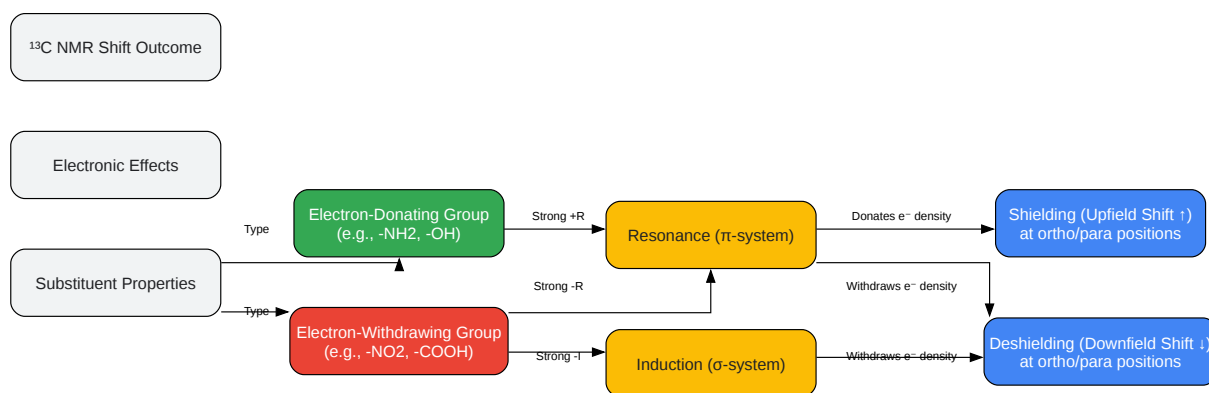 ¹³C NMR Shift Outcome
Electronic Effects
Substituent Properties
Type
Type
Electron-Donating Group
(e.g., -NH2, -OH)
Electron-Withdrawing Group
(e.g., -NO2, -COOH)
Strong +R
Strong -R
Strong -I
Resonance (π-system)
Induction (σ-system)
Donates e⁻ density
Withdraws e⁻ density
Withdraws e⁻ density
Shielding (Upfield Shift ↑)
at ortho/para positions
Deshielding (Downfield Shift ↓)
at ortho/para positions